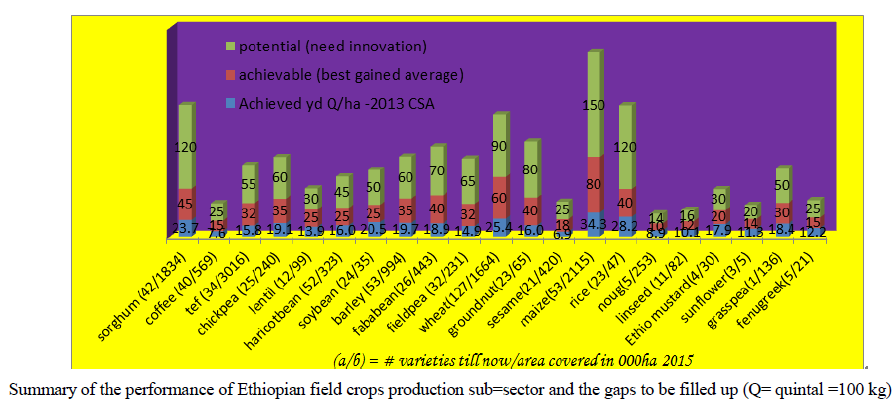 potential (need innovation)
achievable (best gained average)
Achieved yd Q/ha -2013 CSA
120 25 55 60 30 45 50 60 70 65 90 80 25 150 120 14 16 30 20 50 25
45 15 32 35 25 25 25 35 40 32 60 40 18 80 40 10 12 20 14 30 15
23.7 7.6 15.8 19.1 13.9 16.0 20.5 19.7 18.9 14.9 25.4 16.0 6.9 34.3 28.2 8.9 10.1 17.9 11.3 18.4 12.2
sorghum (42/1834)
coffee (40/569)
tef (34/3016)
chickpea (25/240)
lentil (12/99)
haricotbean (52/323)
soybean (24/35)
barley (53/994)
fababean(26/443)
fieldpea (32/231)
wheat(127/1664)
groundnut(23/65)
sesame(21/420)
maize(53/2115)
rice (23/47)
noug(5/253)
linseed (11/82)
Ethio mustard(4/30)
sunflower(3/5)
grasspea(1/136)
fenugreek(5/21)
(a/b) = # varieties till now/area covered in 000ha 2015
Summary of the performance of Ethiopian field crops production sub=sector and the gaps to be filled up (Q= quintal =100 kg)